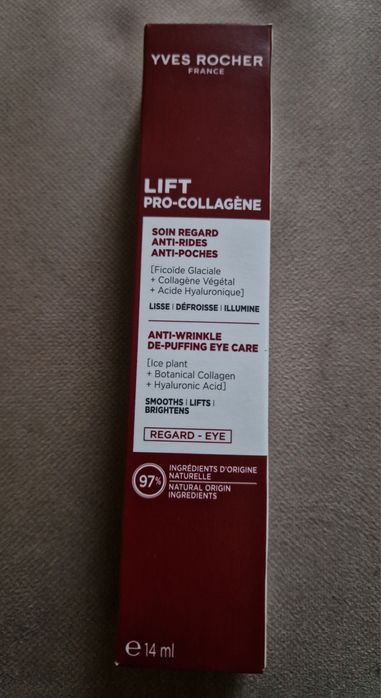 YVES ROCHER
FRANCE
LIFT
PRO-COLLAGÈNE
SOIN REGARD
ANTI-RIDES
ANTI-POCHES
[Ficoïde Glaciale
+ Collagène Végétal
+ Acide Hyaluronique]
LISSE | DÉFROISSE | ILLUMINE
ANTI-WRINKLE
DE-PUFFING EYE CARE
[Ice plant
+ Botanical Collagen
+ Hyaluronic Acid]
SMOOTHS | LIFTS |
BRIGHTENS
REGARD - EYE
97%
INGRÉDIENTS D'ORIGINE
NATURELLE
NATURAL ORIGIN
INGREDIENTS
℮ 14 ml